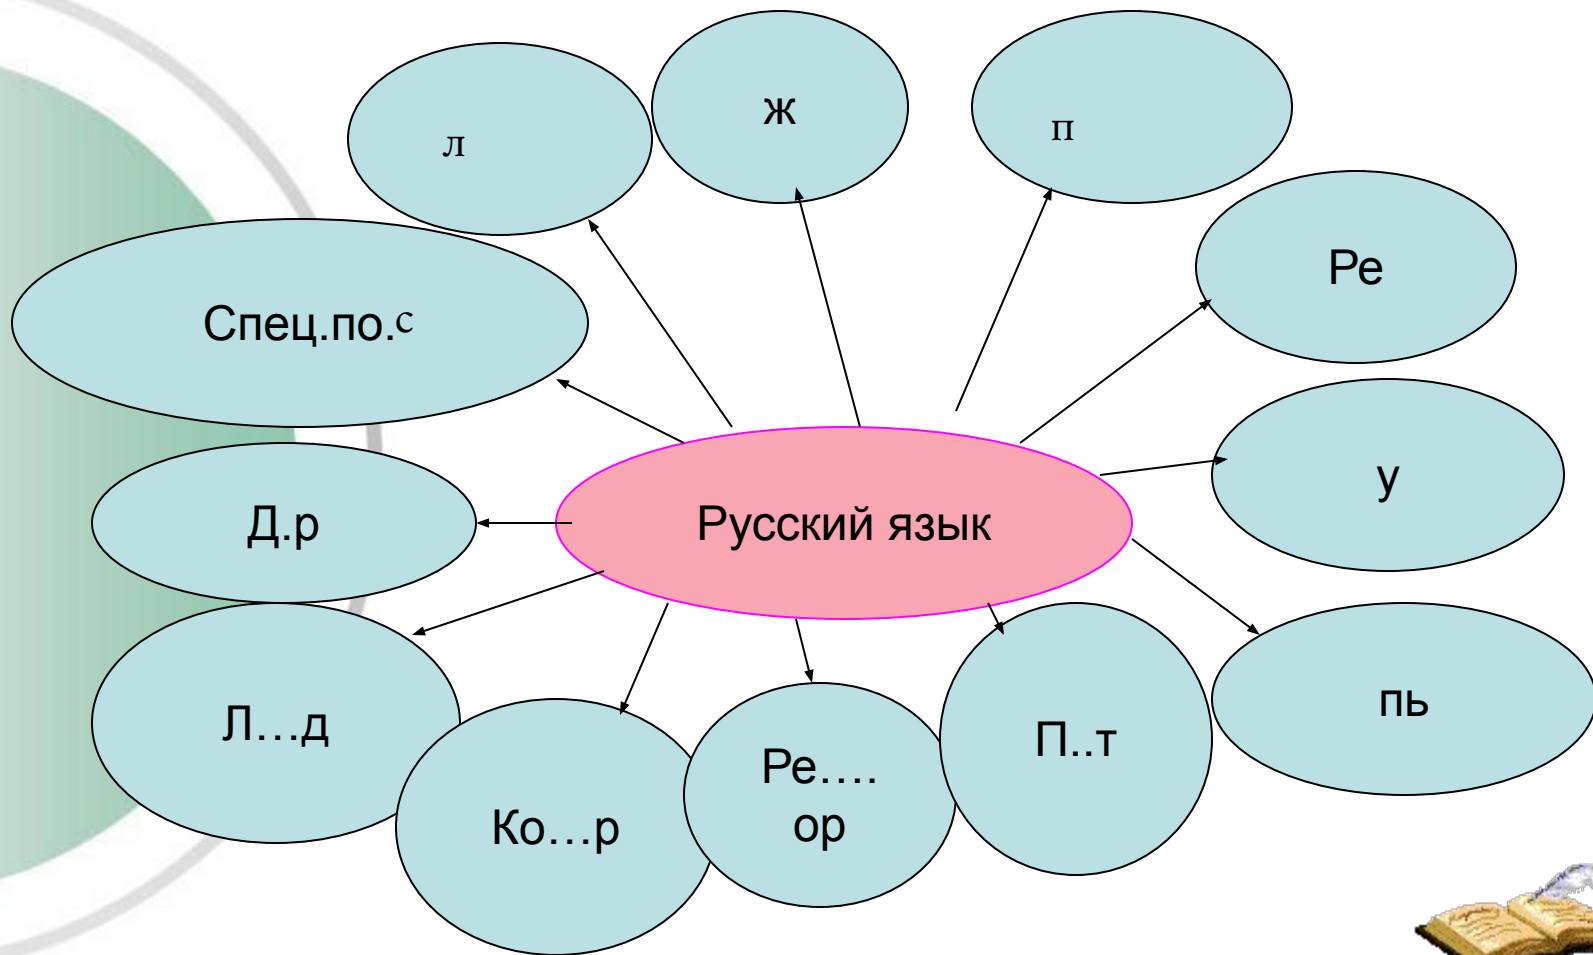 л
ж
п
Ре
Спец.по.с
у
Д.р
Русский язык
пь
Л...д
П..т
Ре....
ор
Ко...р